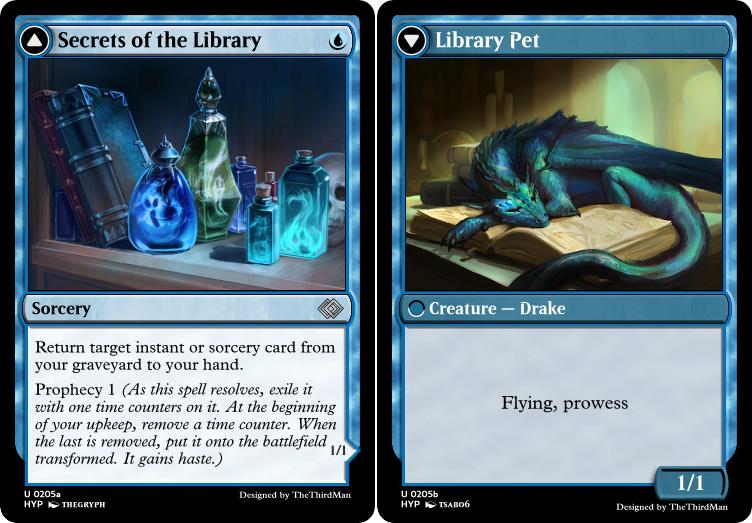 Secrets of the Library
Sorcery
Return target instant or sorcery card from
your graveyard to your hand.
Prophecy 1 (As this spell resolves, exile it
with one time counters on it. At the beginning
of your upkeep, remove a time counter. When
the last is removed, put it onto the battlefield
transformed. It gains haste.)
1/1
U 0205a
HYP THEGRYPH
Designed by TheThirdMan
Library Pet
Creature — Drake
Flying, prowess
1/1
U 0205b
HYP TSABO6
Designed by TheThirdMan